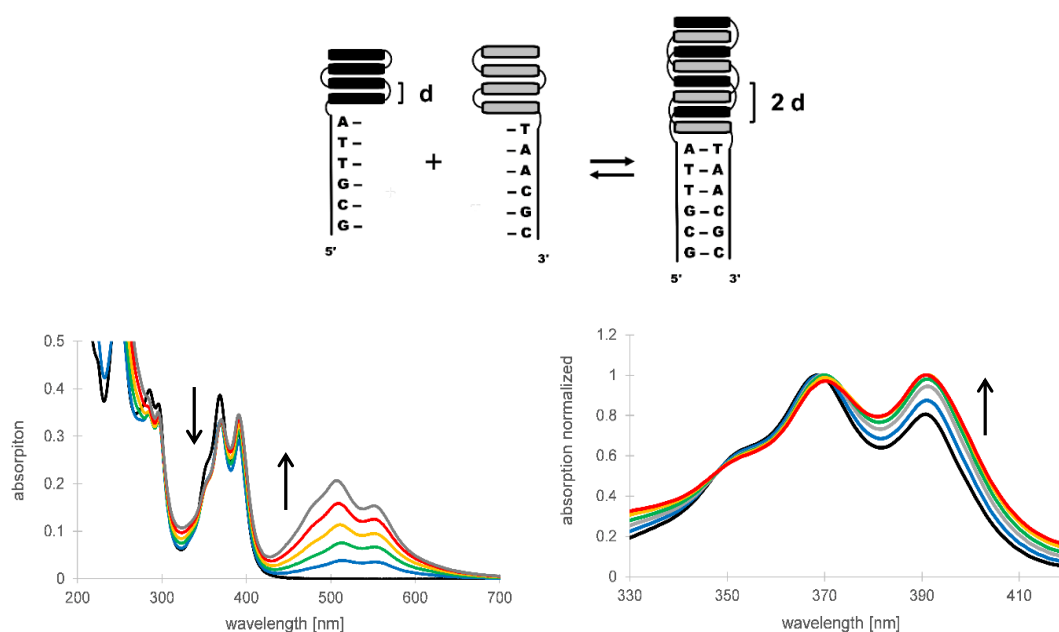 d
A –
T –
T –
G –
C –
G –
5'
+
– T
– A
– A
– C
– G
– C
3'
2 d
A – T
T – A
T – A
G – C
C – G
G – C
5' 3'
absorpiton
0.5
0.4
0.3
0.2
0.1
0
200 300 400 500 600 700
wavelength [nm]
absorption normalized
1.2
1
0.8
0.6
0.4
0.2
0
330 350 370 390 410
wavelength [nm]